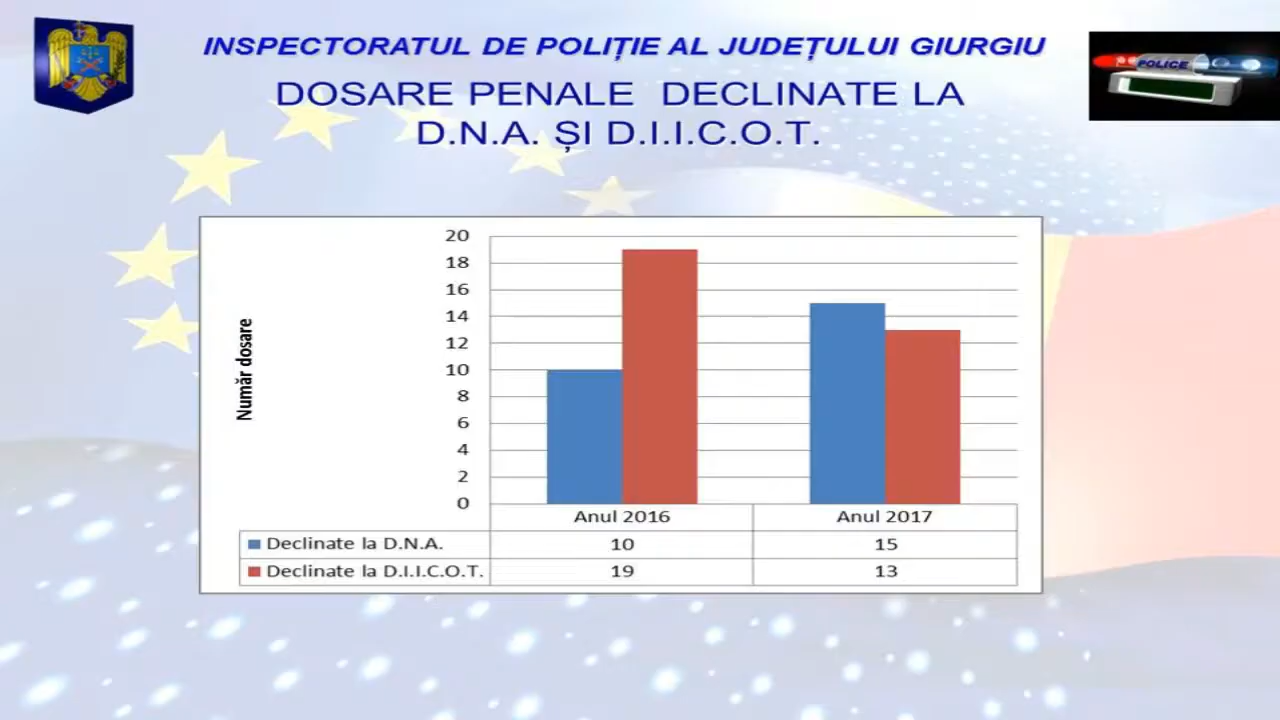 INSPECTORATUL DE POLIȚIE AL JUDEȚULUI GIURGIU
POLICE
DOSARE PENALE DECLINATE LA
D.N.A. ȘI D.I.I.C.O.T.
Număr dosare
20
18
16
14
12
10
8
6
4
2
0
Anul 2016 Anul 2017
Declinate la D.N.A. 10 15
Declinate la D.I.I.C.O.T. 19 13